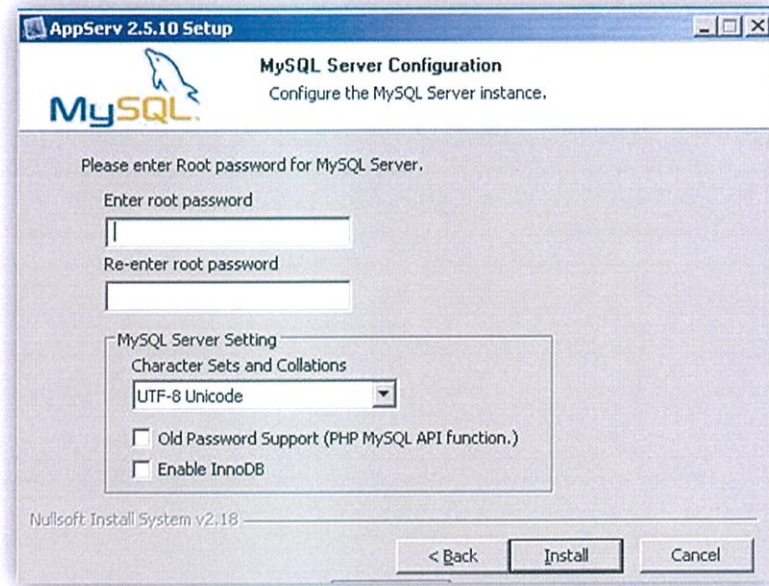 AppServ 2.5.10 Setup
MySQL Server Configuration
Configure the MySQL Server instance.
MySQL
Please enter Root password for MySQL Server.
Enter root password
Re-enter root password
MySQL Server Setting
Character Sets and Collations
UTF-8 Unicode
Old Password Support (PHP MySQL API function.)
Enable InnoDB
Nullsoft Install System v2.18
< Back
Install
Cancel